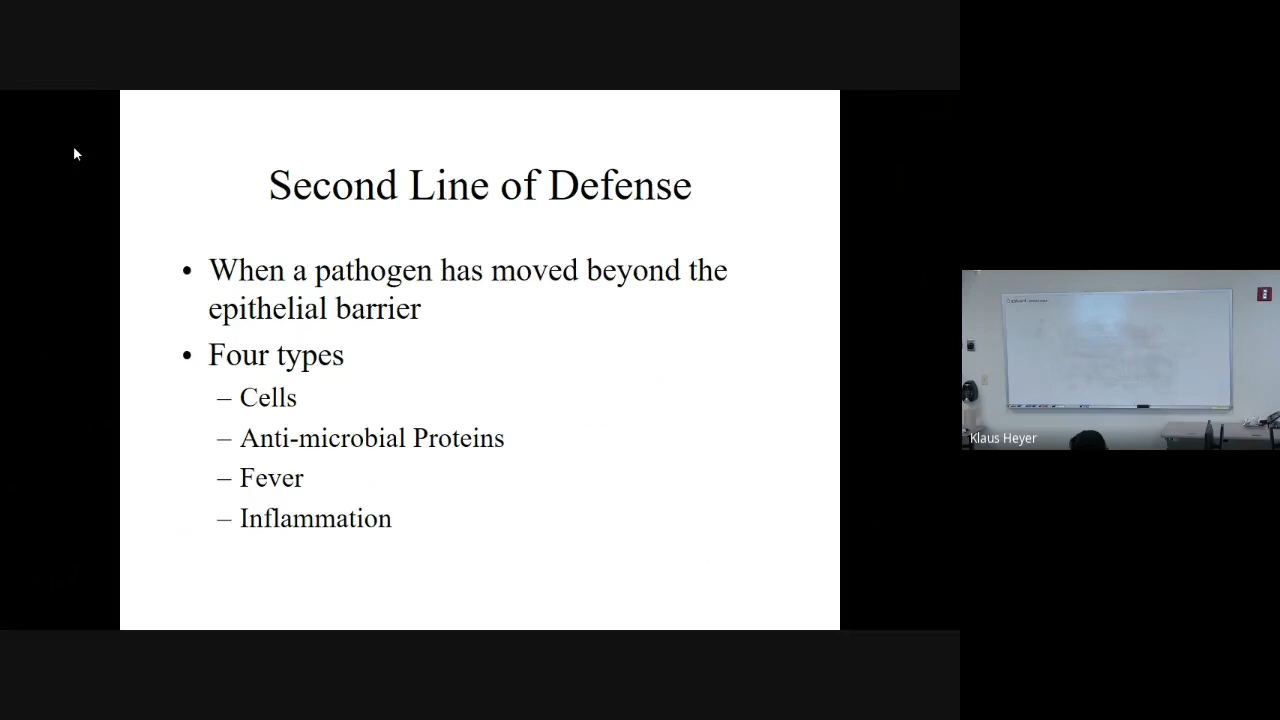 Second Line of Defense
• When a pathogen has moved beyond the
epithelial barrier
• Four types
– Cells
– Anti-microbial Proteins
– Fever
– Inflammation
Klaus Heyer